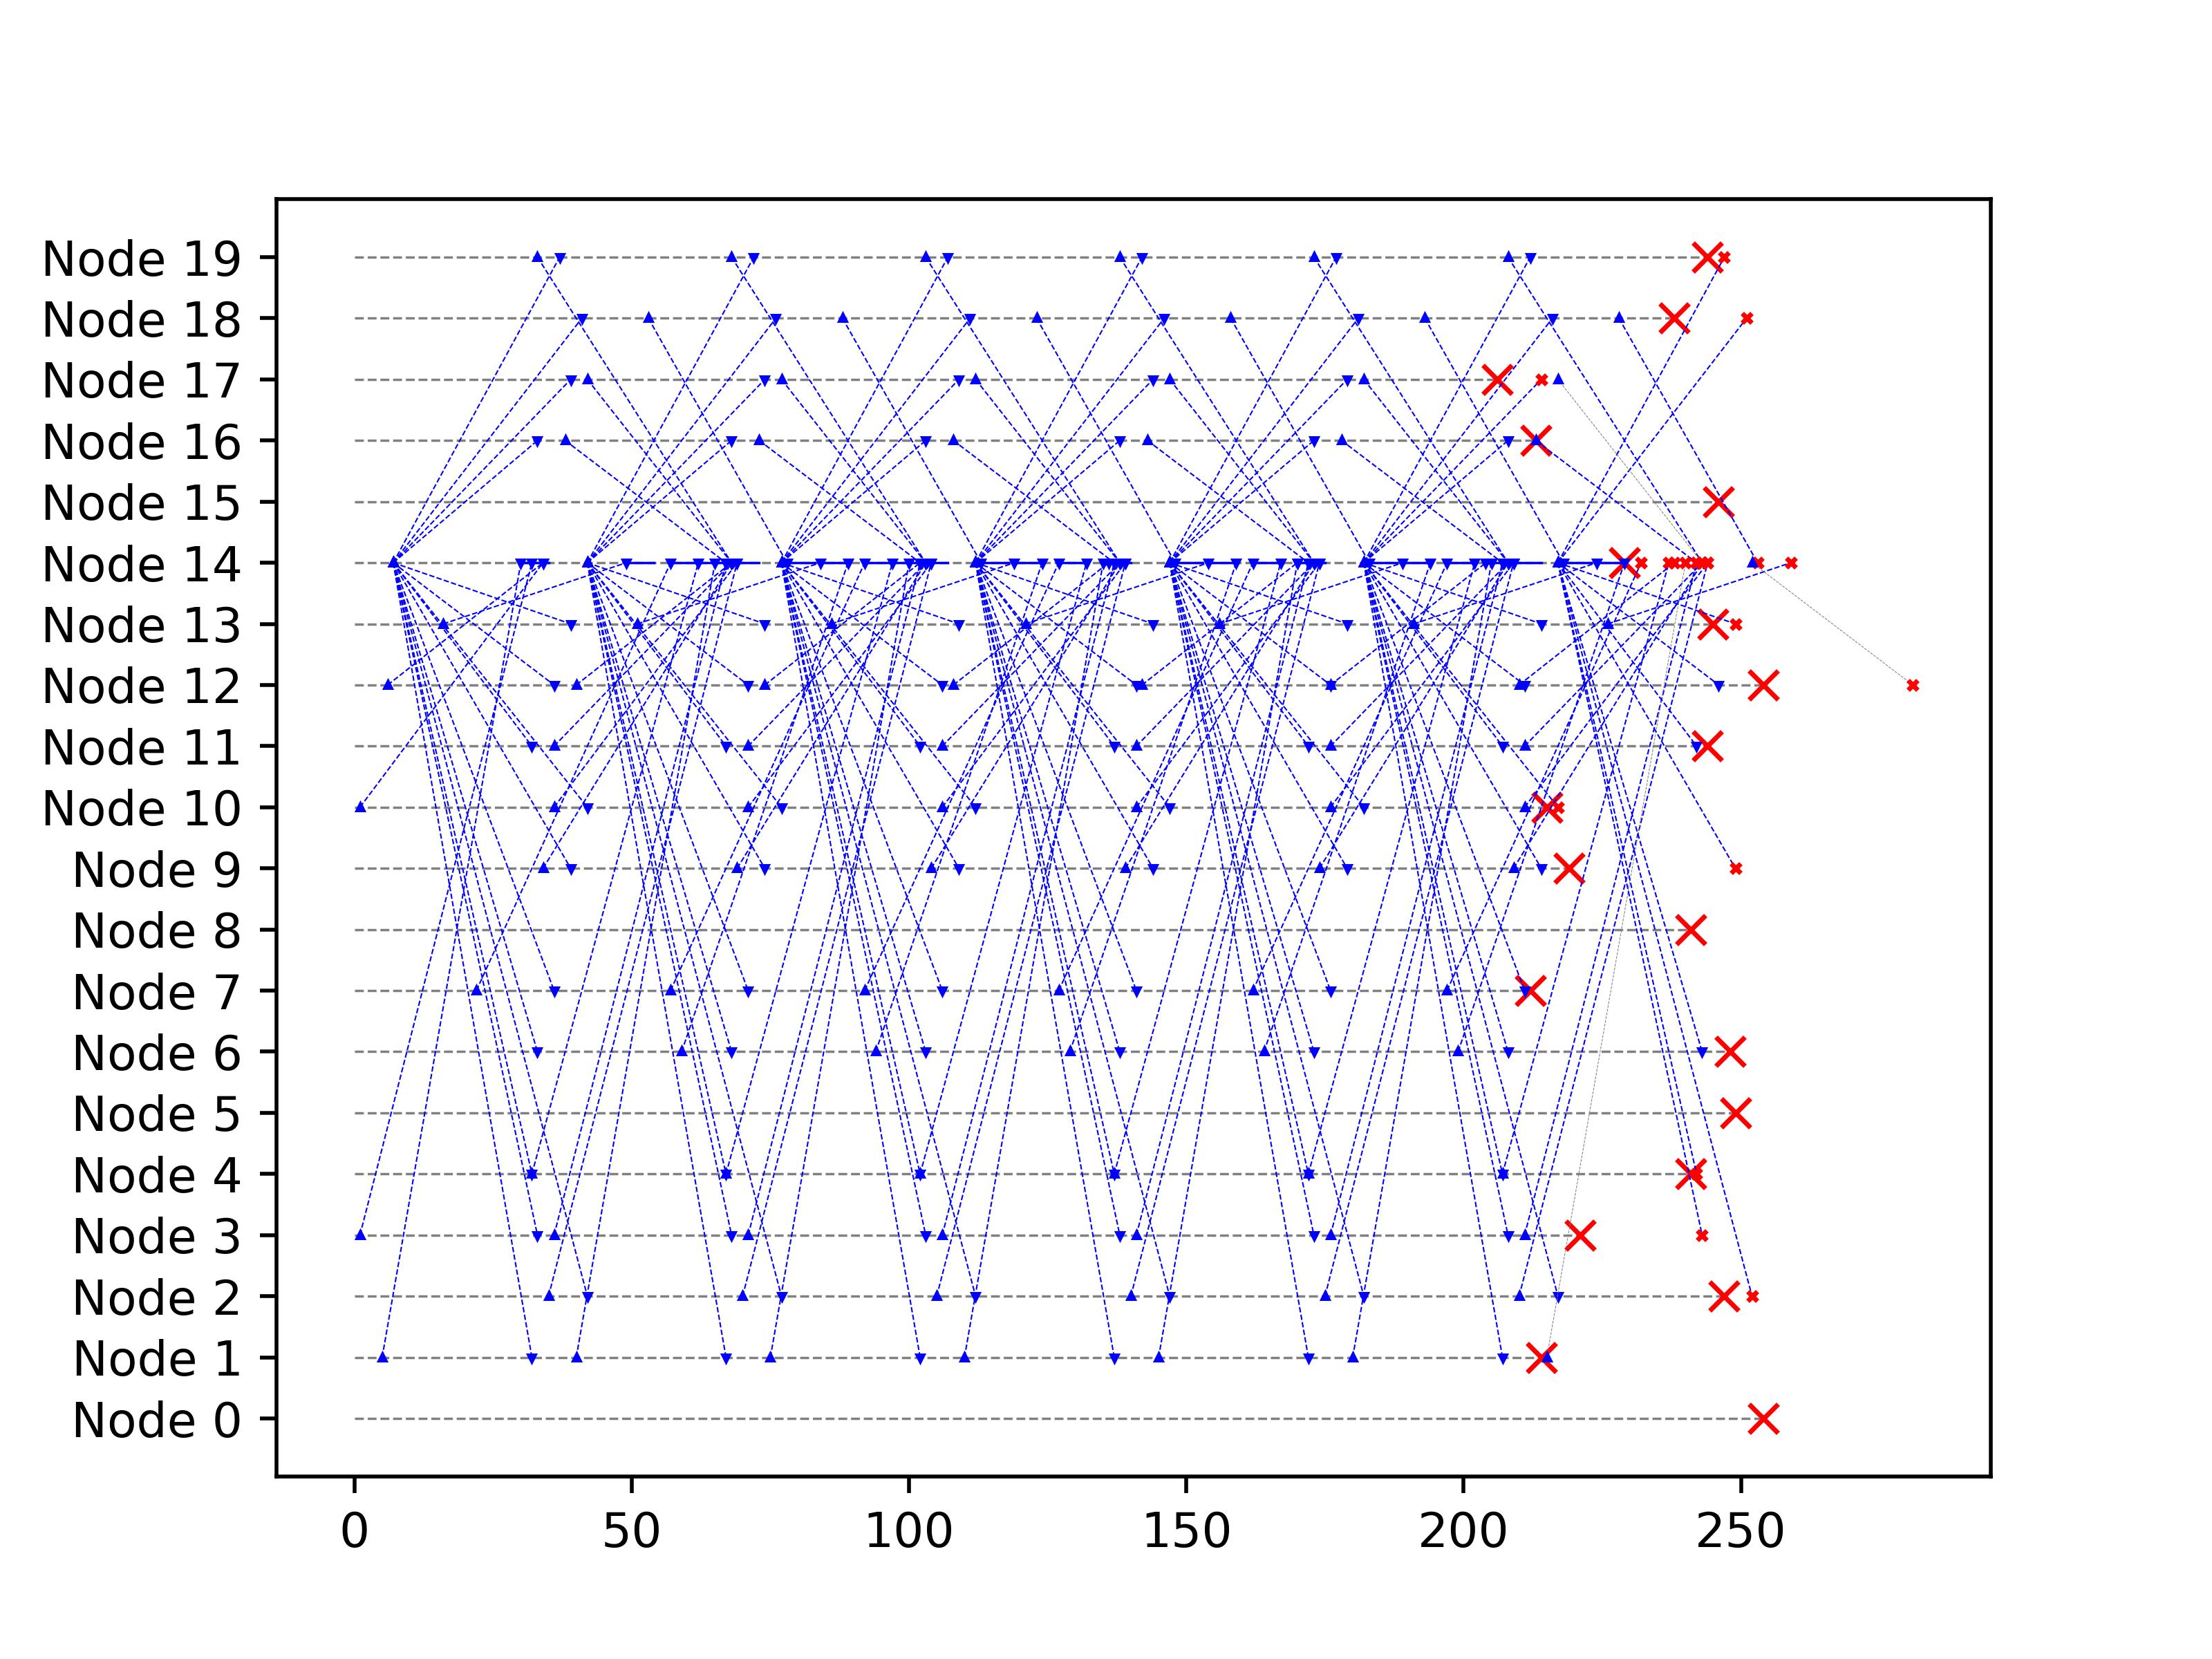 Node 19
Node 18
Node 17
Node 16
Node 15
Node 14
Node 13
Node 12
Node 11
Node 10
Node 9
Node 8
Node 7
Node 6
Node 5
Node 4
Node 3
Node 2
Node 1
Node 0
0 50 100 150 200 250